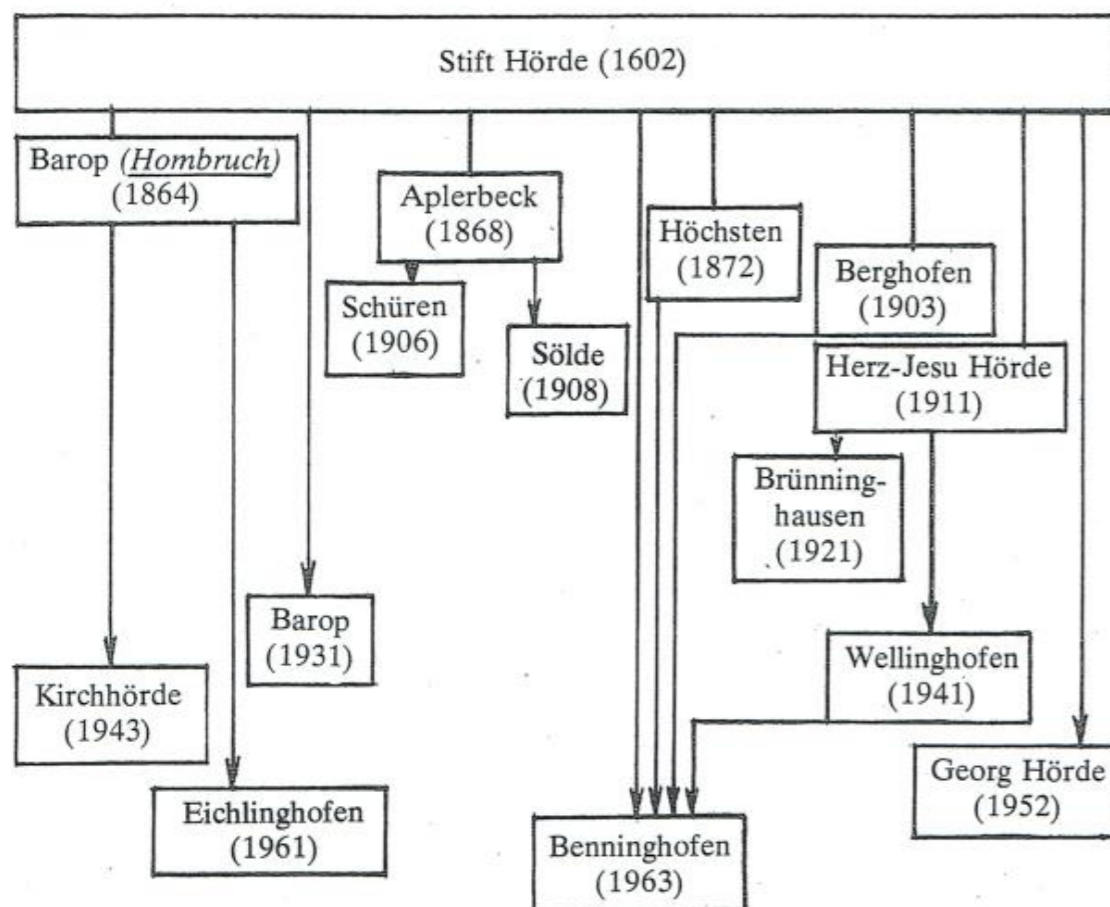 Stift Hörde (1602)
Barop (Hombruch)
(1864)
Aplerbeck
(1868)
Höchsten
(1872)
Berghofen
(1903)
Schüren
(1906)
Sölde
(1908)
Herz-Jesu Hörde
(1911)
Brünning-
hausen
(1921)
Barop
(1931)
Wellinghofen
(1941)
Kirchhörde
(1943)
Georg Hörde
(1952)
Eichlinghofen
(1961)
Benninghofen
(1963)